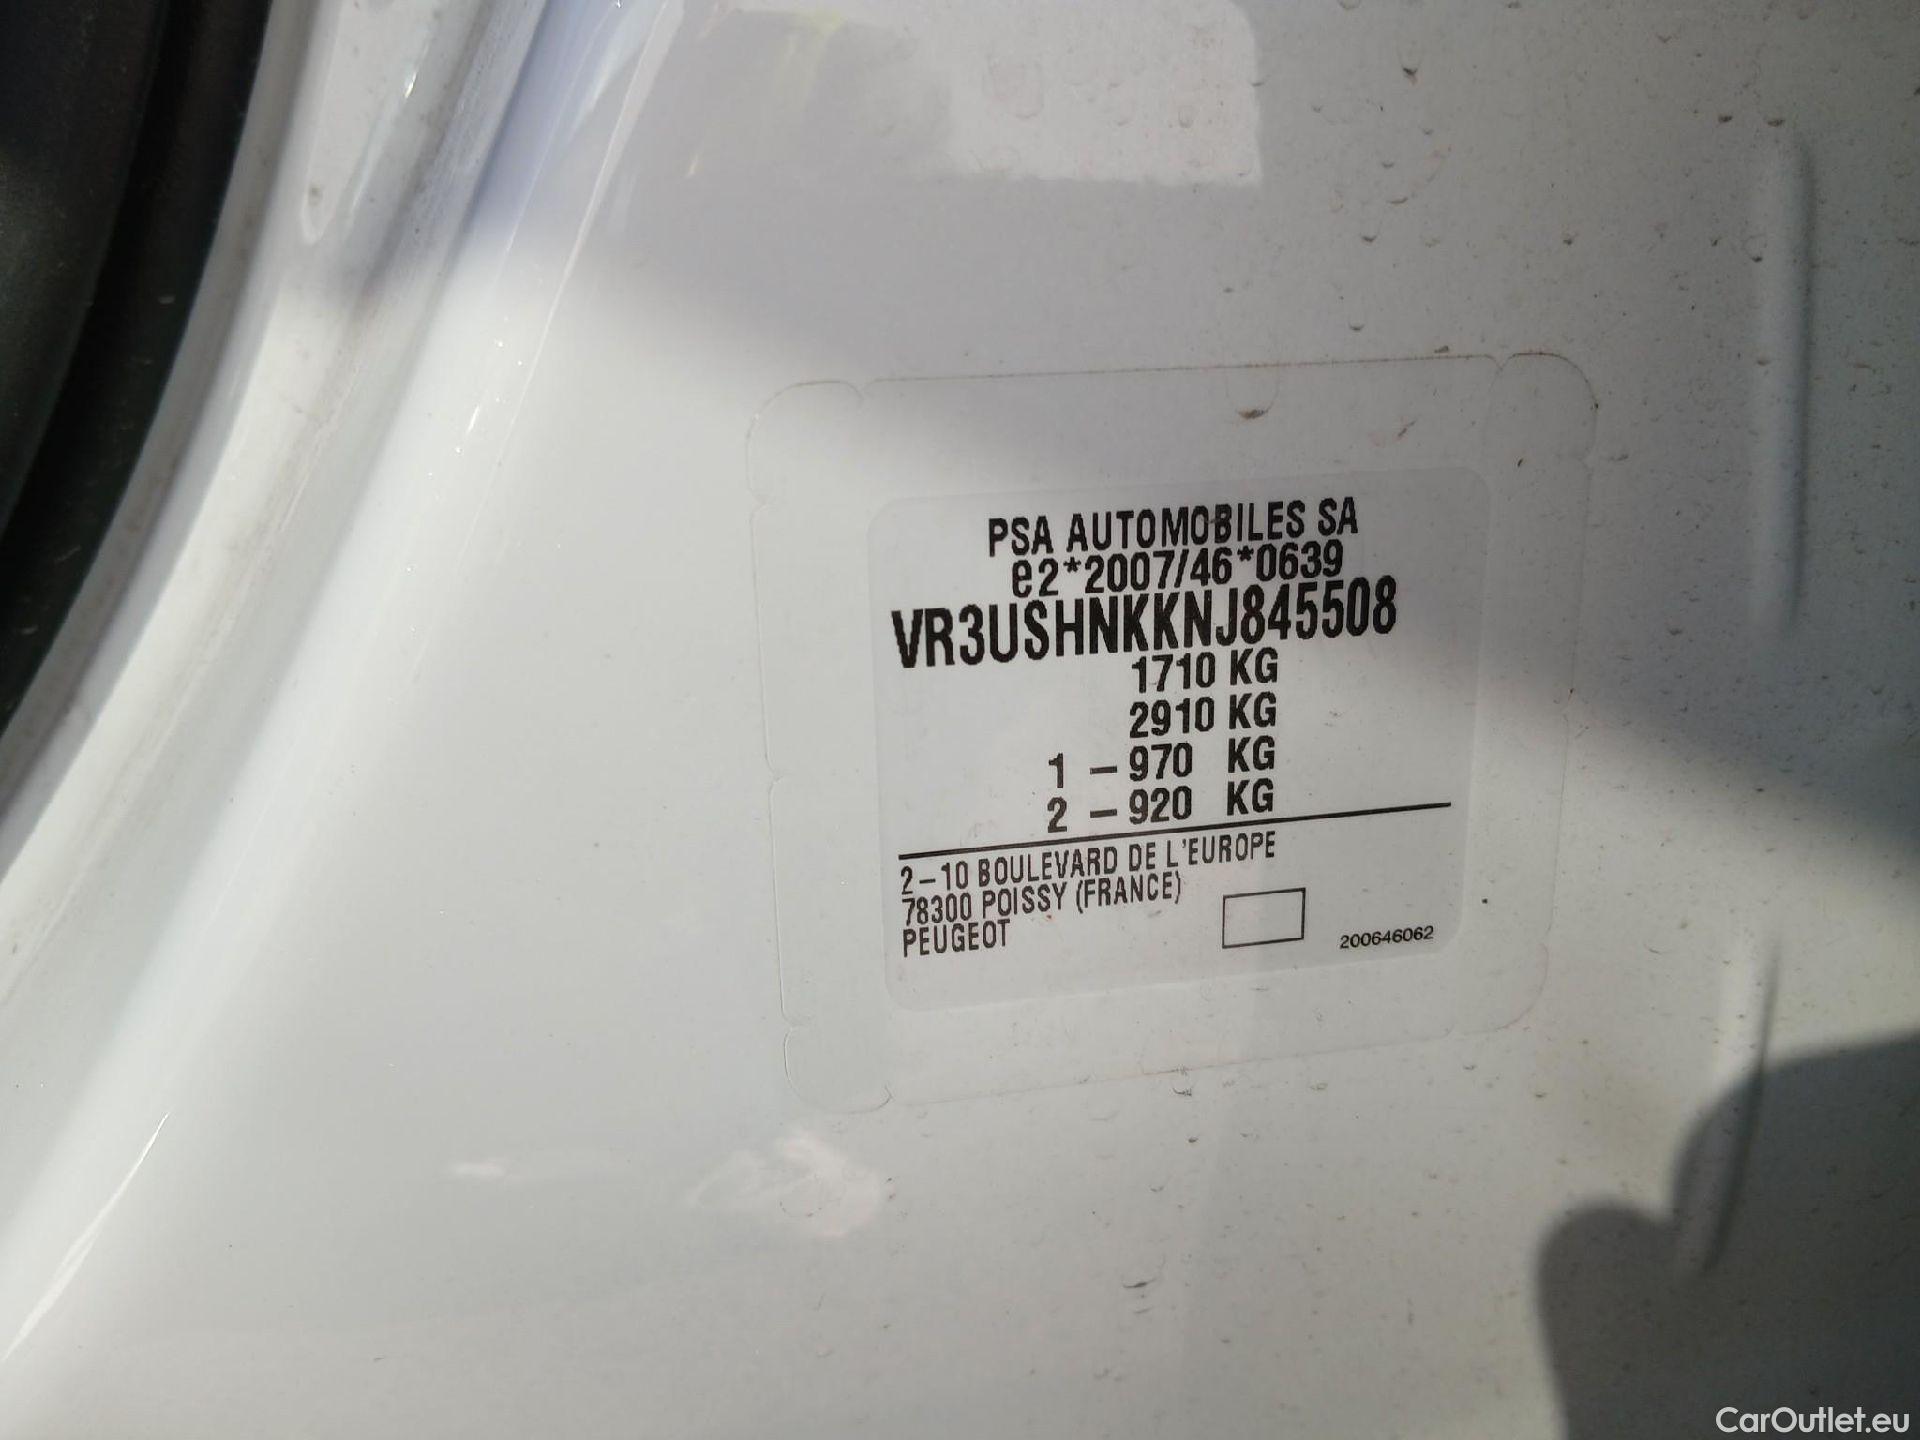 PSA AUTOMOBILES SA
e2*2007/46*0639
VR3USHNKKNJ845508
1710 KG
2910 KG
1 – 970 KG
2 – 920 KG
2–10 BOULEVARD DE L'EUROPE
78300 POISSY (FRANCE)
PEUGEOT
200646062
CarOutlet.eu